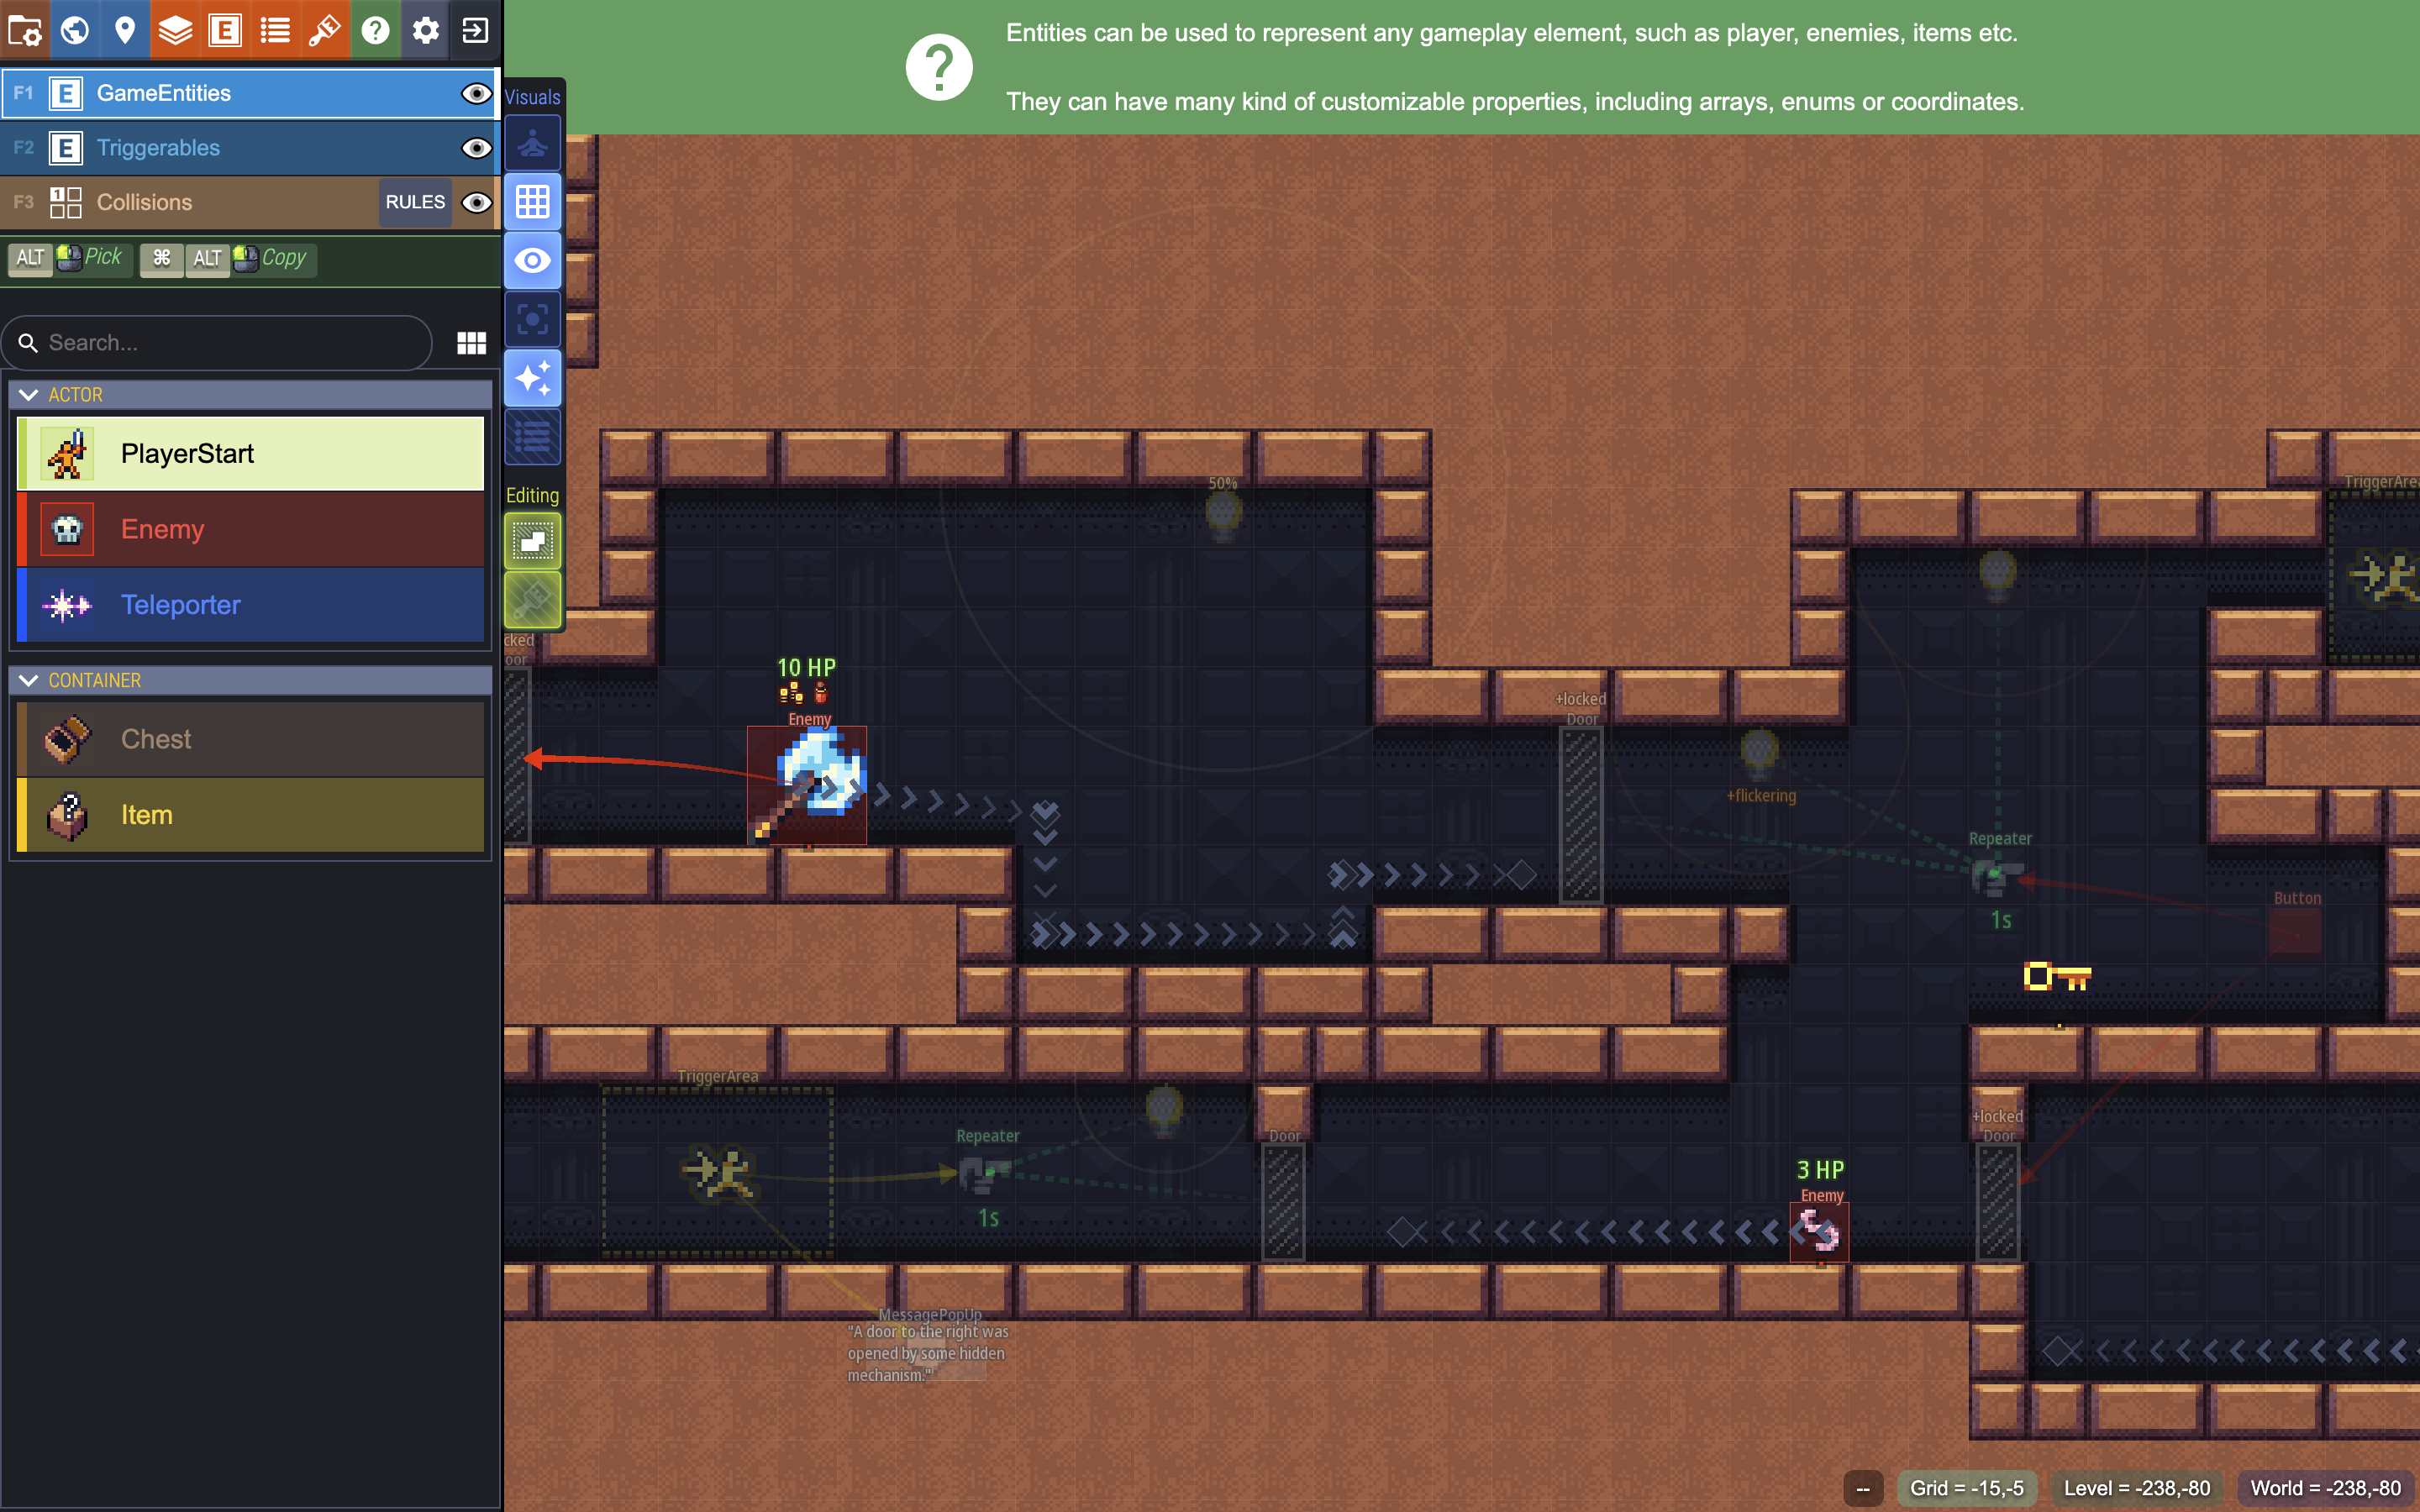 Entities can be used to represent any gameplay element, such as player, enemies, items etc.
They can have many kind of customizable properties, including arrays, enums or coordinates.
E
F1 E GameEntities
F2 E Triggerables
F3 1 Collisions RULES
ALT Pick ⌘ ALT Copy
Search...
ACTOR
PlayerStart
Enemy
Teleporter
CONTAINER
Chest
Item
Visuals
Editing
50%
TriggerArea
cked
oor
10 HP
Enemy
+locked
Door
+flickering
Repeater
1s
Button
TriggerArea
Repeater
1s
Door
+locked
Door
3 HP
Enemy
MessagePopUp
"A door to the right was
opened by some hidden
mechanism."
-- Grid = -15,-5 Level = -238,-80 World = -238,-80